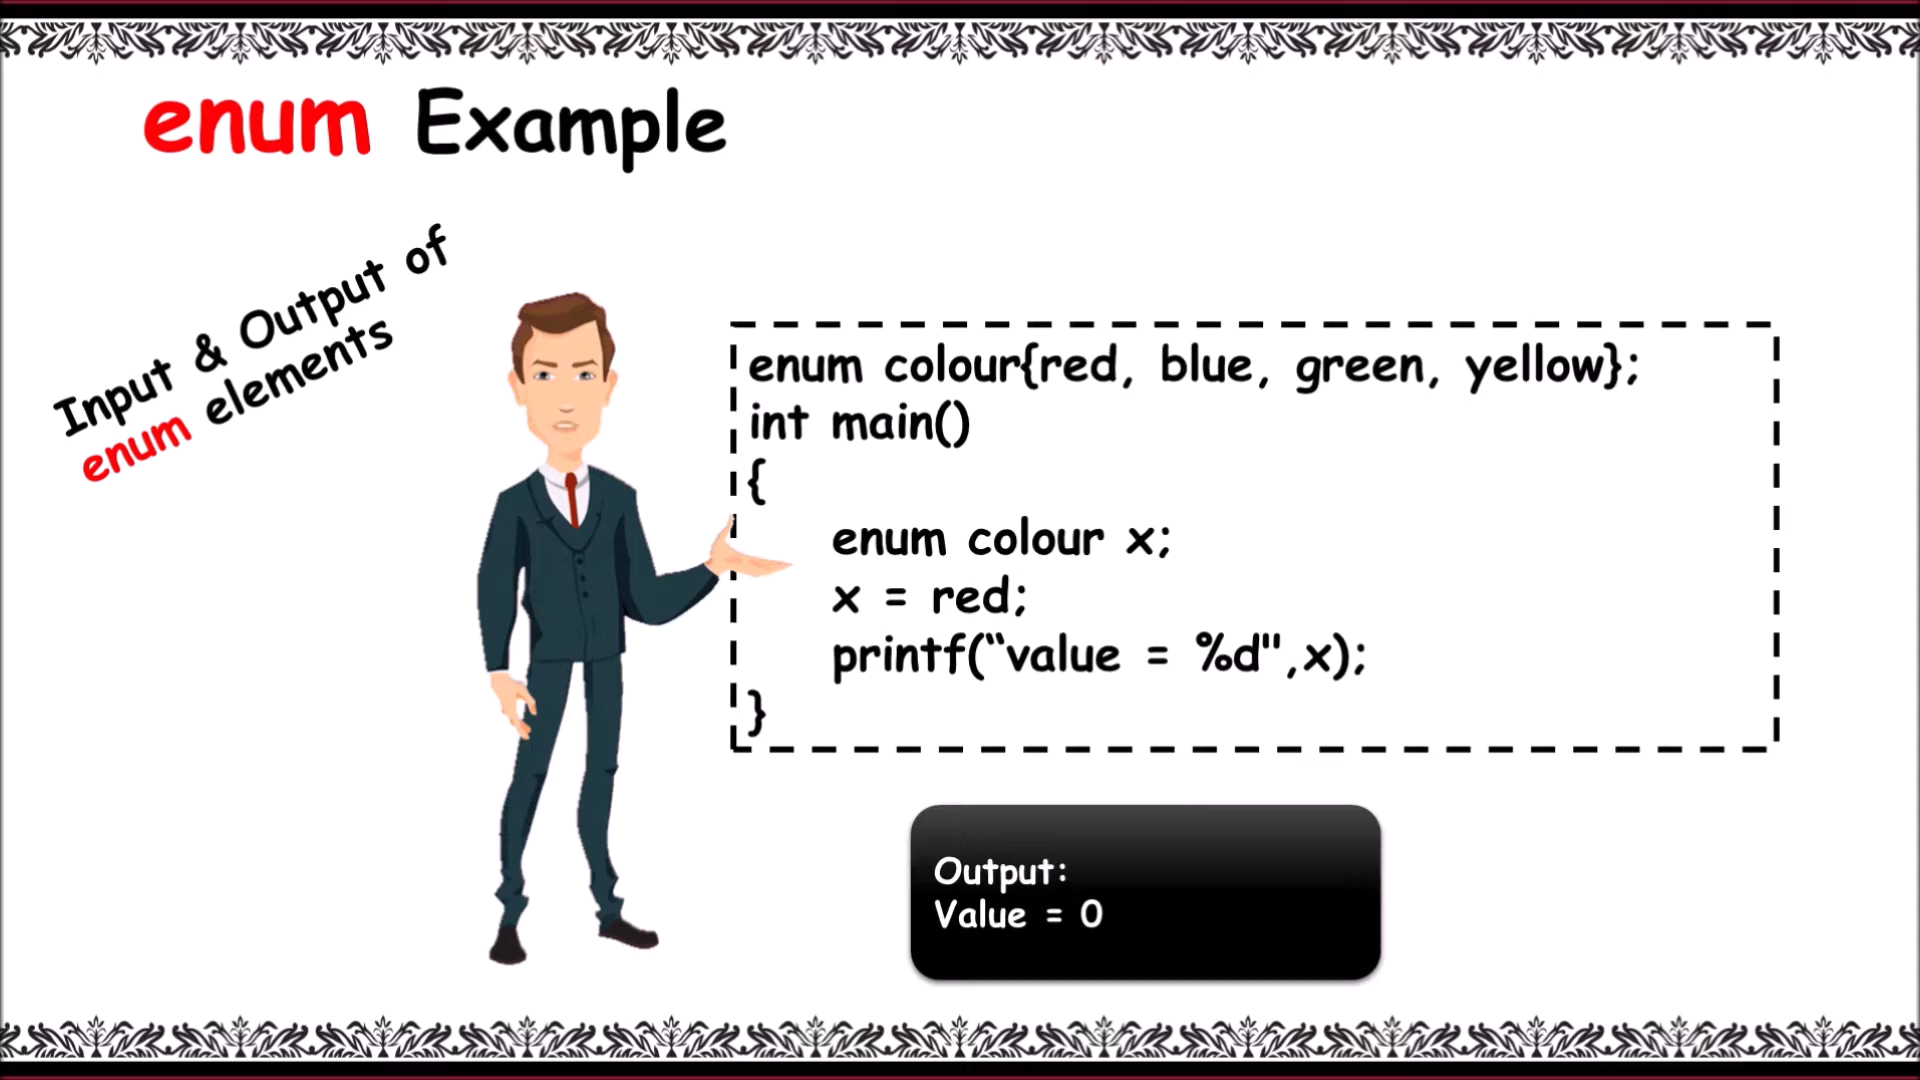 enum Example
Input & Output of
enum elements
enum colour{red, blue, green, yellow};
int main()
{
enum colour x;
x = red;
printf(“value = %d",x);
}
Output:
Value = 0